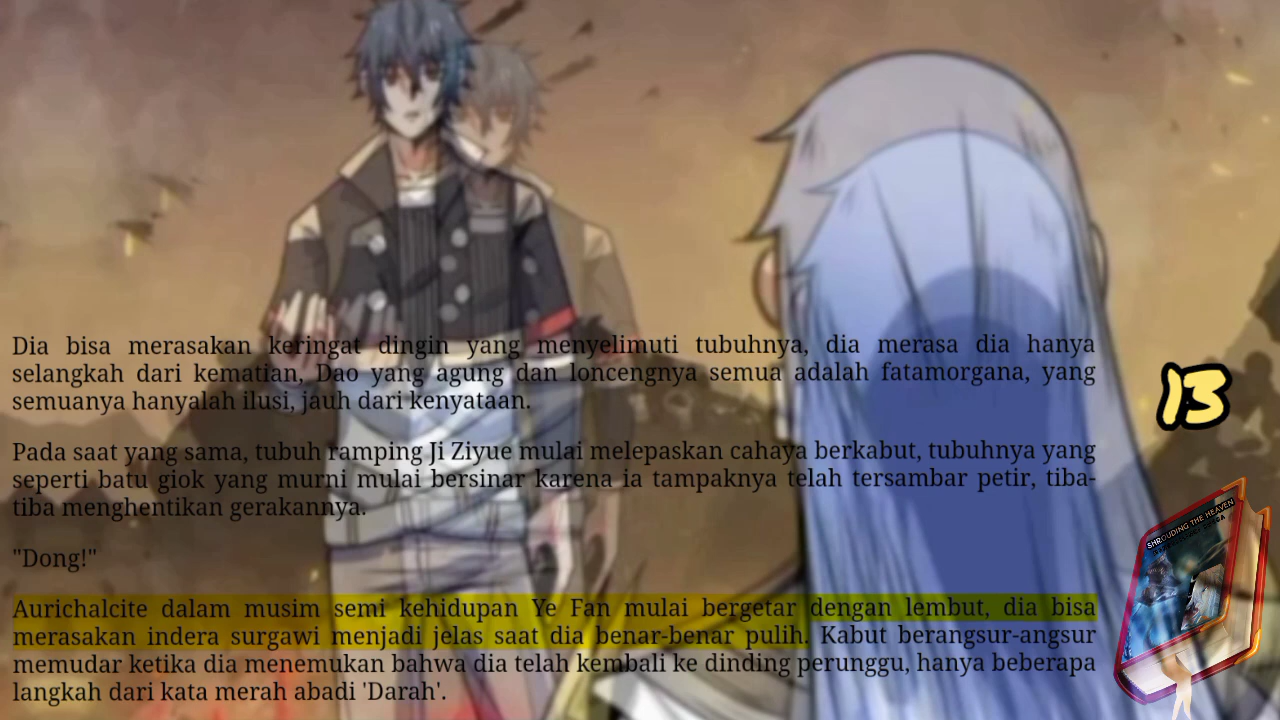 Dia bisa merasakan keringat dingin yang menyelimuti tubuhnya, dia merasa dia hanya
selangkah dari kematian, Dao yang agung dan loncengnya semua adalah fatamorgana, yang
semuanya hanyalah ilusi, jauh dari kenyataan.
Pada saat yang sama, tubuh ramping Ji Ziyue mulai melepaskan cahaya berkabut, tubuhnya yang
seperti batu giok yang murni mulai bersinar karena ia tampaknya telah tersambar petir, tiba-
tiba menghentikan gerakannya.
"Dong!"
Aurichalcite dalam musim semi kehidupan Ye Fan mulai bergetar dengan lembut, dia bisa
merasakan indera surgawi menjadi jelas saat dia benar-benar pulih. Kabut berangsur-angsur
memudar ketika dia menemukan bahwa dia telah kembali ke dinding perunggu, hanya beberapa
langkah dari kata merah abadi 'Darah'.
13
SHROUDING THE HEAVEN